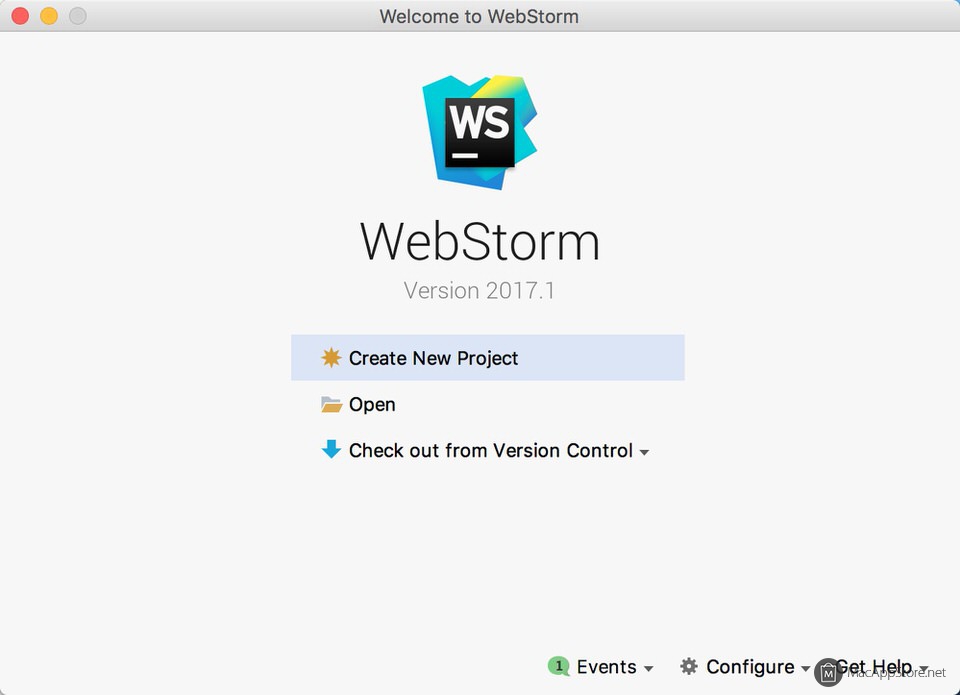 Welcome to WebStorm
WS
WebStorm
Version 2017.1
Create New Project
Open
Check out from Version Control
1 Events Configure Get Help
M MacAppStore.net